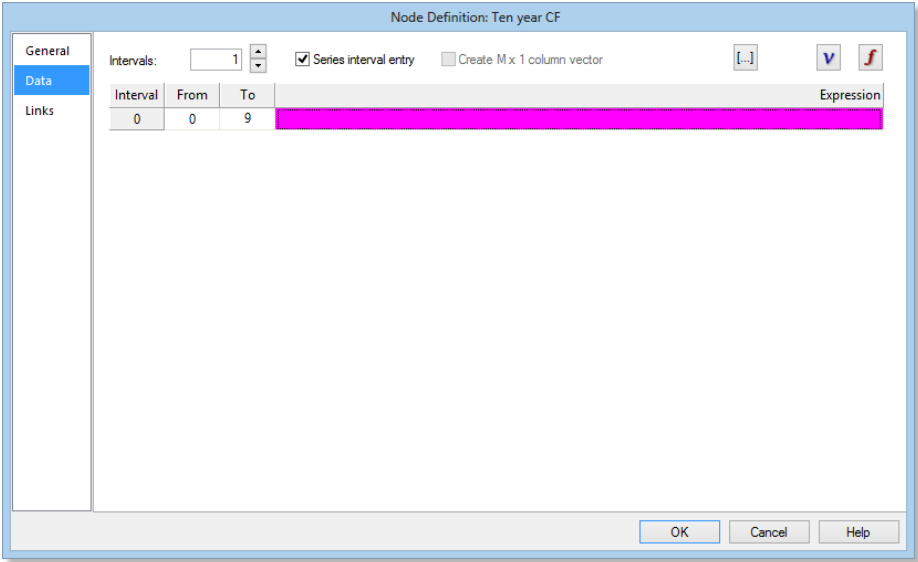 Node Definition: Ten year CF
General
Data
Links
Intervals: 1 Series interval entry Create M x 1 column vector [...] v f
Interval From To Expression
0 0 9
OK Cancel Help